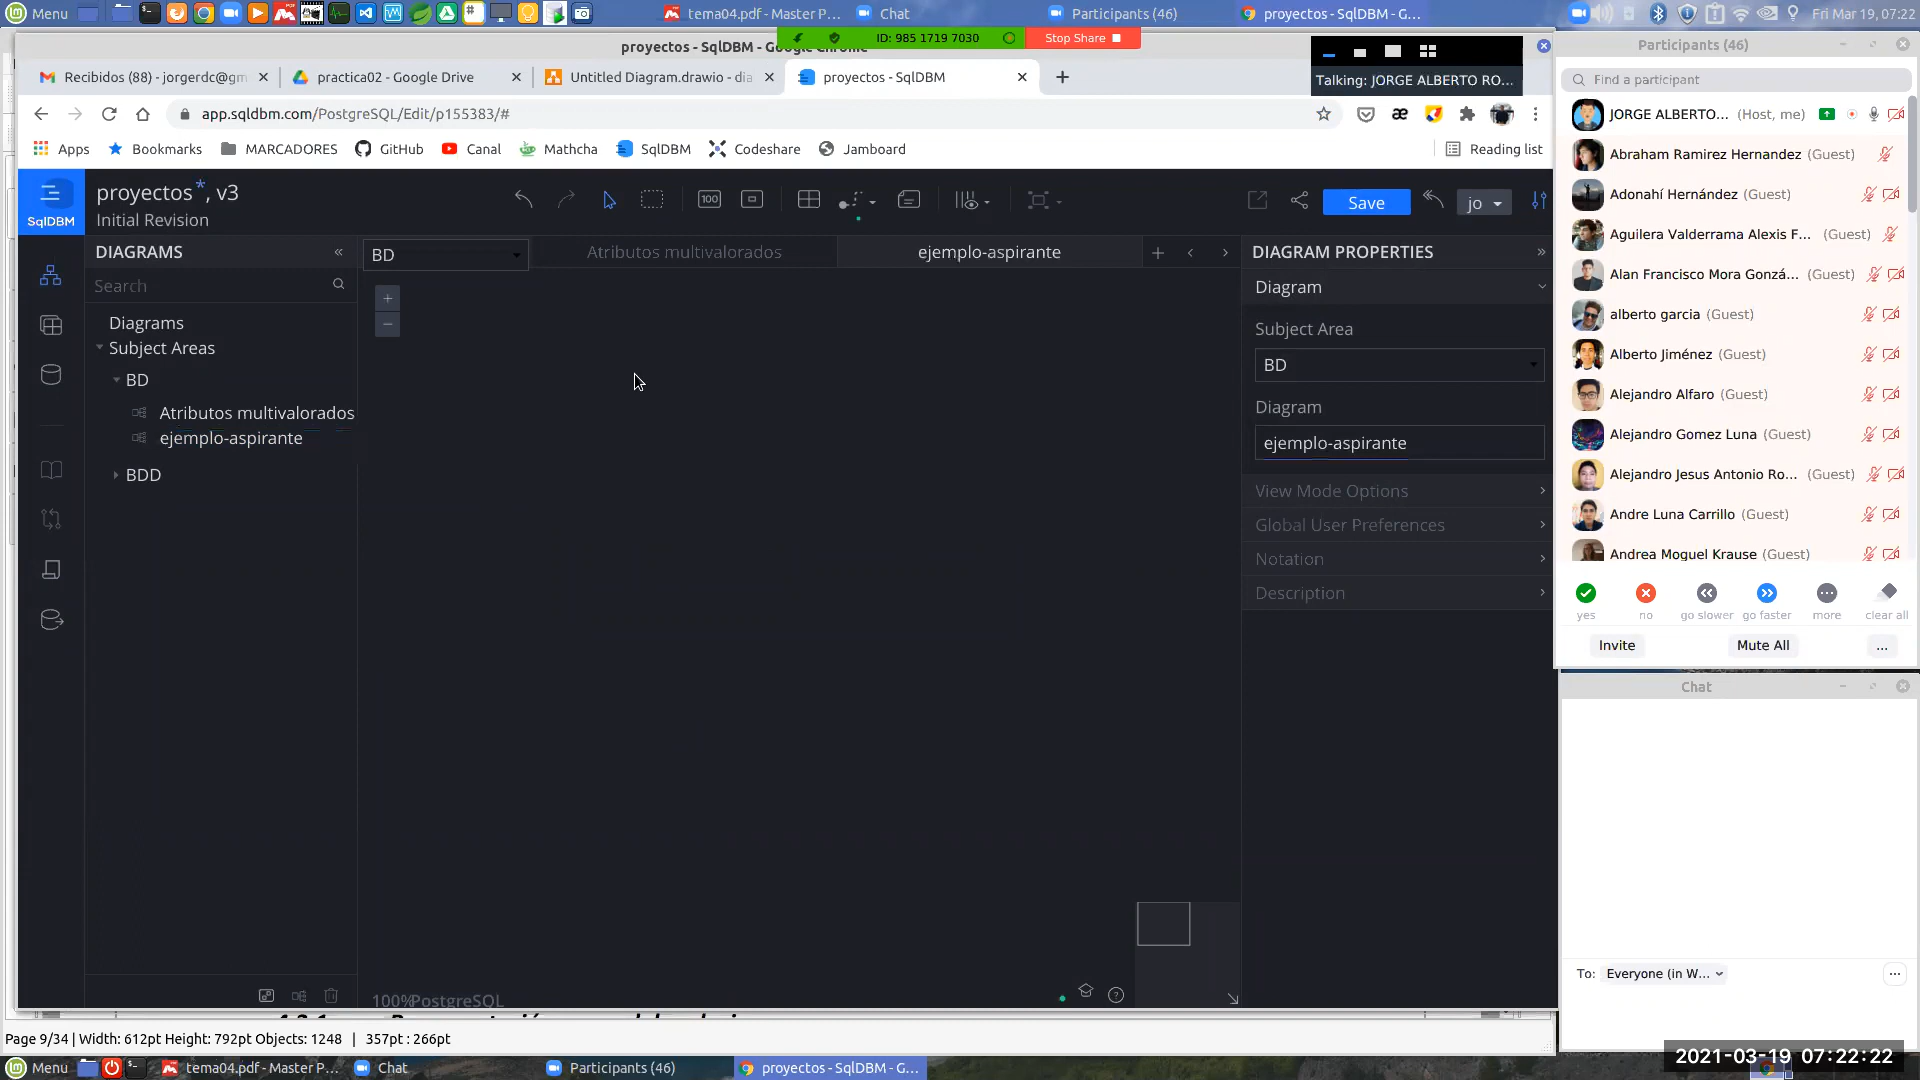 Menu
tema04.pdf - Master P...
Chat
Participants (46)
proyectos - SqlDBM - G...
Fri Mar 19, 07:22
proyectos - SqlDBM - Google Chrome
ID: 985 1719 7030
Stop Share
Talking: JORGE ALBERTO RO...
Recibidos (88) - jorgerdc@gm
practica02 - Google Drive
Untitled Diagram.drawio - dia
proyectos - SqlDBM
app.sqldbm.com/PostgreSQL/Edit/p155383/#
Apps
Bookmarks
MARCADORES
GitHub
Canal
Mathcha
SqlDBM
Codeshare
Jamboard
Reading list
SqlDBM
proyectos*, v3
Initial Revision
100
Save
jo
DIAGRAMS
Search
Diagrams
Subject Areas
BD
Atributos multivalorados
ejemplo-aspirante
BDD
BD
Atributos multivalorados
ejemplo-aspirante
100%
PostgreSQL
DIAGRAM PROPERTIES
Diagram
Subject Area
BD
Diagram
ejemplo-aspirante
View Mode Options
Global User Preferences
Notation
Description
Participants (46)
Find a participant
JORGE ALBERTO... (Host, me)
Abraham Ramirez Hernandez (Guest)
Adonahí Hernández (Guest)
Aguilera Valderrama Alexis F... (Guest)
Alan Francisco Mora Gonzá... (Guest)
alberto garcia (Guest)
Alberto Jiménez (Guest)
Alejandro Alfaro (Guest)
Alejandro Gomez Luna (Guest)
Alejandro Jesus Antonio Ro... (Guest)
Andre Luna Carrillo (Guest)
Andrea Moguel Krause (Guest)
yes
no
go slower
go faster
more
clear all
Invite
Mute All
...
Chat
To: Everyone (in W...
Page 9/34 | Width: 612pt Height: 792pt Objects: 1248 | 357pt : 266pt
Menu
tema04.pdf - Master P...
Chat
Participants (46)
proyectos - SqlDBM - G...
2021-03-19 07:22:22